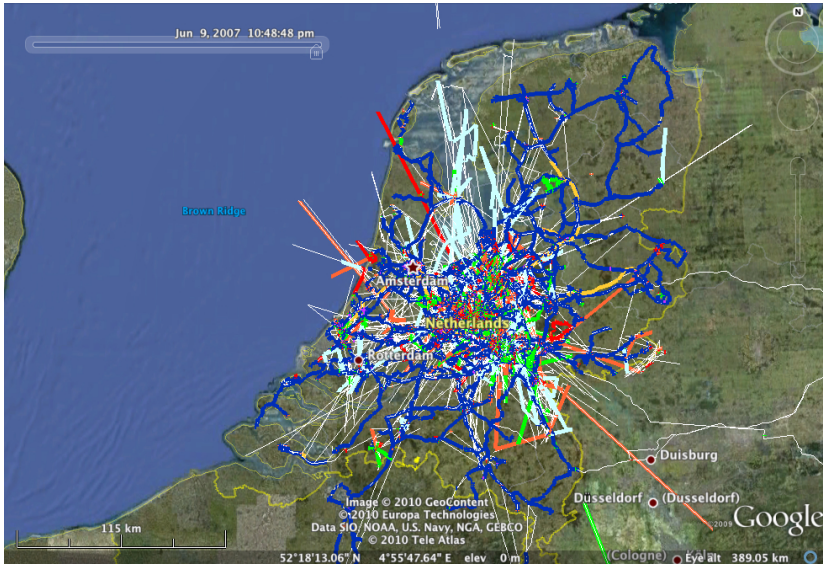 Jun 9, 2007 10:48:48 pm
N
Brown Ridge
Amsterdam
Netherlands
Rotterdam
Duisburg
Düsseldorf (Dusseldorf)
Image © 2010 GeoContent
© 2010 Europa Technologies
Data SIO, NOAA, U.S. Navy, NGA, GEBCO
© 2010 Tele Atlas
©2009 Google
115 km
(Cologne)
52°18'13.06" N 4°55'47.64" E elev 0 m Eye alt 389.05 km